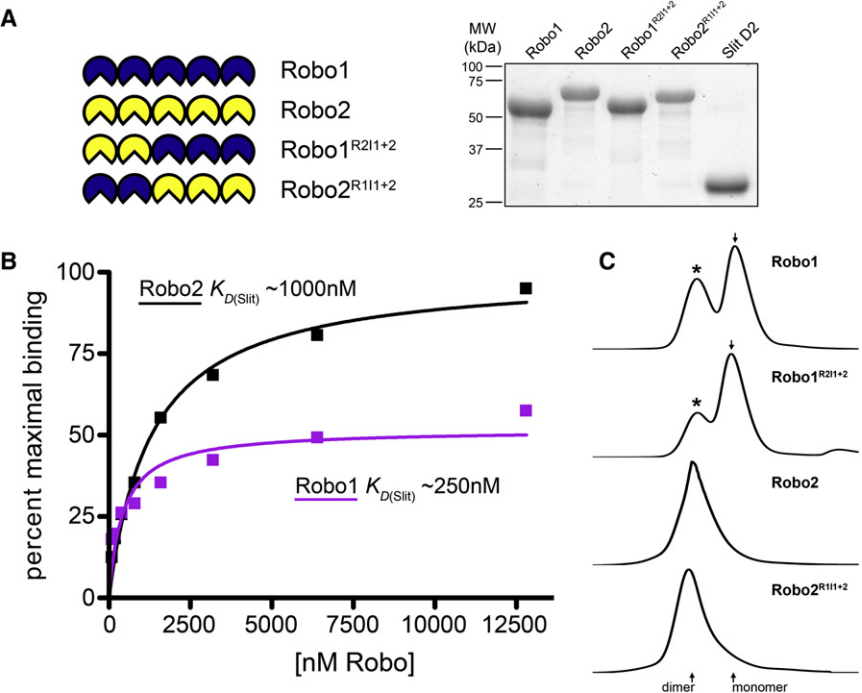 A
Robo1
Robo2
Robo1R2I1+2
Robo2R1I1+2
MW
(kDa)
Robo1
Robo2
Robo1R2I1+2
Robo2R1I1+2
Slit D2
100
75
50
37
25
B
percent maximal binding
100
75
50
25
0
Robo2 KD(Slit) ~1000nM
Robo1 KD(Slit) ~250nM
0
2500
5000
7500
10000
12500
[nM Robo]
C
Robo1
*
Robo1R2I1+2
*
Robo2
Robo2R1I1+2
dimer
monomer